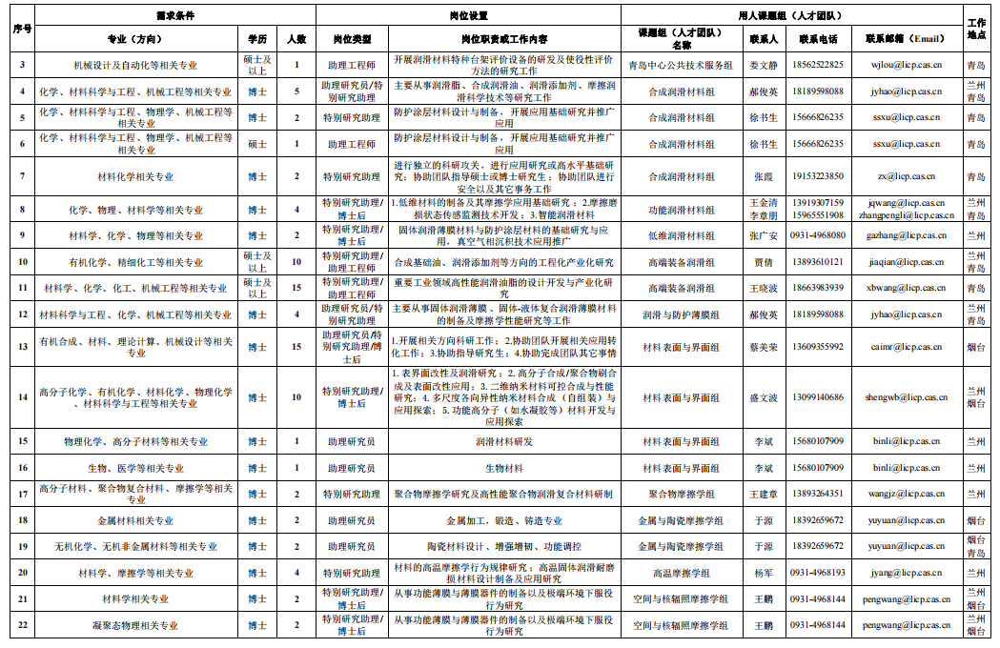 序号 需求条件 岗位设置 用人课题组（人才团队） 工作地点
专业（方向） 学历 人数 岗位类型 岗位职责或工作内容 课题组（人才团队）名称 联系人 联系电话 联系邮箱（Email）
3 机械设计及自动化等相关专业 硕士及以上 1 助理工程师 开展润滑材料特种台架评价设备的研发及使役性评价方法的研究工作 青岛中心公共技术服务组 娄文静 18562522825 wjlou@licp.cas.cn 青岛
4 化学、材料科学与工程、机械工程等相关专业 博士 5 助理研究员/特别研究助理 主要从事润滑脂、合成润滑油、润滑添加剂、摩擦润滑科学技术等研究工作 合成润滑材料组 郝俊英 18189598088 jyhao@licp.cas.cn 兰州 青岛
5 化学、材料科学与工程、物理学、机械工程等相关专业 博士 2 特别研究助理 防护涂层材料设计与制备，开展应用基础研究并推广应用 合成润滑材料组 徐书生 15666826235 ssxu@licp.cas.cn 青岛
6 化学、材料科学与工程、物理学、机械工程等相关专业 硕士 1 助理工程师 防护涂层材料设计与制备，开展应用基础研究并推广应用 合成润滑材料组 徐书生 15666826235 ssxu@licp.cas.cn 青岛
7 材料化学相关专业 博士 2 特别研究助理 进行独立的科研攻关，进行应用研究或高水平基础研究；协助团队指导硕士或博士研究生；协助团队进行安全以及其它事务工作 合成润滑材料组 张霞 19153223850 zx@licp.cas.cn 青岛
8 化学、物理、材料学等相关专业 博士 4 特别研究助理/博士后 1.低维材料的制备及其摩擦学应用基础研究；2.摩擦磨损状态传感监测技术开发；3.智能润滑材料 功能润滑材料组 王金清 李章朋 13919307159 15965551908 jqwang@licp.cas.cn zhangpengli@licp.cas.cn 兰州 青岛
9 材料学、化学、物理等相关专业 博士 2 特别研究助理/博士后 固体润滑薄膜材料与防护涂层材料的基础研究与应用，真空气相沉积技术应用推广 低维润滑材料组 张广安 0931-4968080 gazhang@licp.cas.cn 兰州
10 有机化学、精细化工等相关专业 硕士及以上 10 特别研究助理/助理工程师 合成基础油、润滑添加剂等方向的工程化产业化研究 高端装备润滑组 贾倩 13893610121 jiaqian@licp.cas.cn 兰州 青岛
11 材料学、化学、化工、机械工程等相关专业 硕士及以上 15 特别研究助理/助理工程师 重要工业领域高性能润滑油脂的设计开发与产业化研究 高端装备润滑组 王晓波 18663983939 xbwang@licp.cas.cn 青岛
12 材料科学与工程、化学、机械工程等相关专业 博士 4 助理研究员/特别研究助理 主要从事固体润滑薄膜、固体-液体复合润滑薄膜材料的制备及摩擦学性能研究等工作 润滑与防护薄膜组 郝俊英 18189598088 jyhao@licp.cas.cn 兰州 青岛
13 有机合成、材料、理论计算、机械设计等相关专业 博士 15 助理研究员/特别研究助理/博士后 1.开展相关方向科研工作；2.协助团队开展相关应用转化工作；3.协助指导研究生；4.协助完成团队其它事情 材料表面与界面组 蔡美荣 13609355992 caimr@licp.cas.cn 烟台
14 高分子化学、有机化学、材料化学、物理化学、材料科学与工程等相关专业 博士 10 特别研究助理/博士后 1.表界面改性及润滑研究；2.高分子合成/聚合物刷合成及表面改性应用；3.二维纳米材料可控合成与性能研究；4.多尺度各向异性纳米材料合成（自组装）与应用探索；5.功能高分子（如水凝胶等）材料开发与应用探索 材料表面与界面组 盛文波 13099140686 shengwb@licp.cas.cn 兰州 烟台
15 物理化学、高分子材料等相关专业 博士 1 助理研究员 润滑材料研发 材料表面与界面组 李斌 15680107909 binli@licp.cas.cn 兰州
16 生物、医学等相关专业 博士 1 助理研究员 生物材料 材料表面与界面组 李斌 15680107909 binli@licp.cas.cn 兰州
17 高分子材料、聚合物复合材料、摩擦学等相关专业 博士 2 特别研究助理 聚合物摩擦学研究及高性能聚合物润滑复合材料研制 聚合物摩擦学组 王建章 13893264351 wangjz@licp.cas.cn 兰州
18 金属材料相关专业 博士 2 助理研究员 金属加工，锻造、铸造专业 金属与陶瓷摩擦学组 于源 18392659672 yuyuan@licp.cas.cn 烟台
19 无机化学、无机非金属材料等相关专业 博士 2 助理研究员 陶瓷材料设计、增强增韧、功能调控 金属与陶瓷摩擦学组 于源 18392659672 yuyuan@licp.cas.cn 烟台 青岛
20 材料学、摩擦学等相关专业 博士 4 特别研究助理 材料的高温摩擦学行为规律研究；高温固体润滑耐磨损材料设计制备及应用研究 高温摩擦学组 杨军 0931-4968193 jyang@licp.cas.cn 兰州
21 材料学相关专业 博士 2 特别研究助理/博士后 从事功能薄膜与薄膜器件的制备以及极端环境下服役行为研究 空间与核辐照摩擦学组 王鹏 0931-4968144 pengwang@licp.cas.cn 兰州 烟台
22 凝聚态物理相关专业 博士 2 特别研究助理/博士后 从事功能薄膜与薄膜器件的制备以及极端环境下服役行为研究 空间与核辐照摩擦学组 王鹏 0931-4968144 pengwang@licp.cas.cn 兰州 烟台